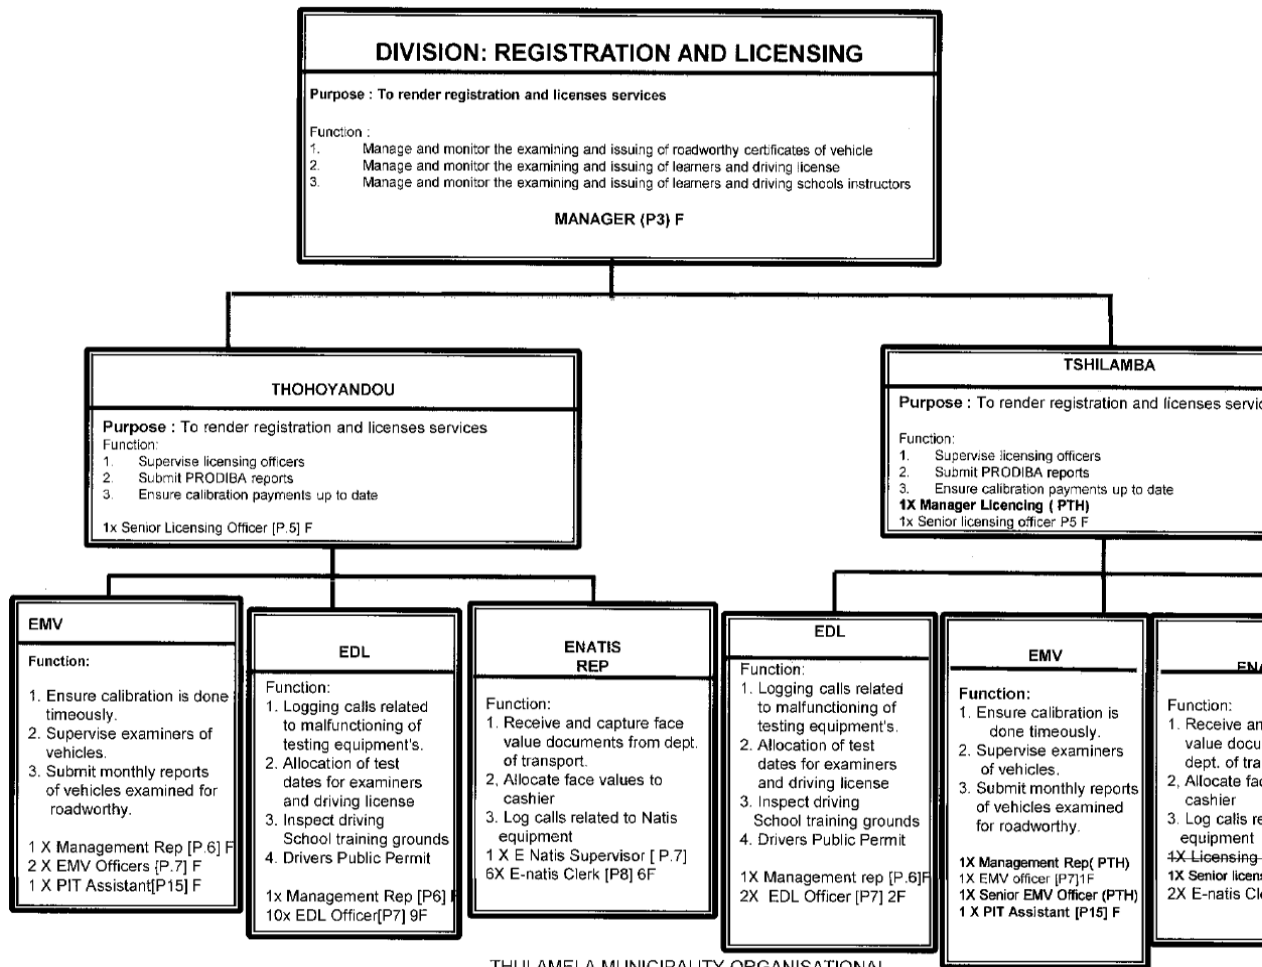 DIVISION: REGISTRATION AND LICENSING
Purpose : To render registration and licenses services
Function :
1. Manage and monitor the examining and issuing of roadworthy certificates of vehicle
2. Manage and monitor the examining and issuing of learners and driving license
3. Manage and monitor the examining and issuing of learners and driving schools instructors
MANAGER (P3) F
THOHOYANDOU
Purpose : To render registration and licenses services
Function:
1. Supervise licensing officers
2. Submit PRODIBA reports
3. Ensure calibration payments up to date
1x Senior Licensing Officer [P.5] F
TSHILAMBA
Purpose : To render registration and licenses servic
Function:
1. Supervise licensing officers
2. Submit PRODIBA reports
3. Ensure calibration payments up to date
1X Manager Licencing ( PTH)
1x Senior licensing officer P5 F
EMV
Function:
1. Ensure calibration is done
timeously.
2. Supervise examiners of
vehicles.
3. Submit monthly reports
of vehicles examined for
roadworthy.
1 X Management Rep [P.6] F
2 X EMV Officers {P.7] F
1 X PIT Assistant[P15] F
EDL
Function:
1. Logging calls related
to malfunctioning of
testing equipment's.
2. Allocation of test
dates for examiners
and driving license
3. Inspect driving
School training grounds
4. Drivers Public Permit
1x Management Rep [P6] F
10x EDL Officer[P7] 9F
ENATIS
REP
Function:
1. Receive and capture face
value documents from dept.
of transport.
2, Allocate face values to
cashier
3. Log calls related to Natis
equipment
1 X E Natis Supervisor [ P.7]
6X E-natis Clerk [P8] 6F
EDL
Function:
1. Logging calls related
to malfunctioning of
testing equipment's.
2. Allocation of test
dates for examiners
and driving license
3. Inspect driving
School training grounds
4. Drivers Public Permit
1X Management rep [P.6]F
2X EDL Officer [P7] 2F
EMV
Function:
1. Ensure calibration is
done timeously.
2. Supervise examiners
of vehicles.
3. Submit monthly reports
of vehicles examined
for roadworthy.
1X Management Rep( PTH)
1X EMV officer [P7]1F
1X Senior EMV Officer (PTH)
1 X PIT Assistant [P15] F
ENA
Function:
1. Receive an
value docu
dept. of tra
2, Allocate fac
cashier
3. Log calls re
equipment
1X Licensing
1X Senior licens
2X E-natis Cle
THULAMELA MUNICIPALITY ORGANISATIONAL